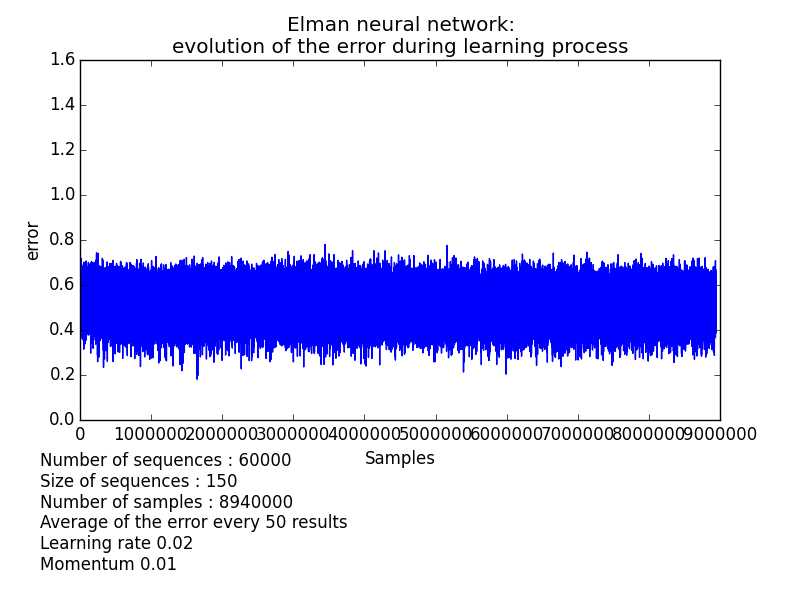 Elman neural network:
evolution of the error during learning process
1.6
1.4
1.2
1.0
0.8
0.6
0.4
0.2
0.0
error
0 1000000 2000000 3000000 4000000 5000000 6000000 7000000 8000000 9000000
Samples
Number of sequences : 60000
Size of sequences : 150
Number of samples : 8940000
Average of the error every 50 results
Learning rate 0.02
Momentum 0.01